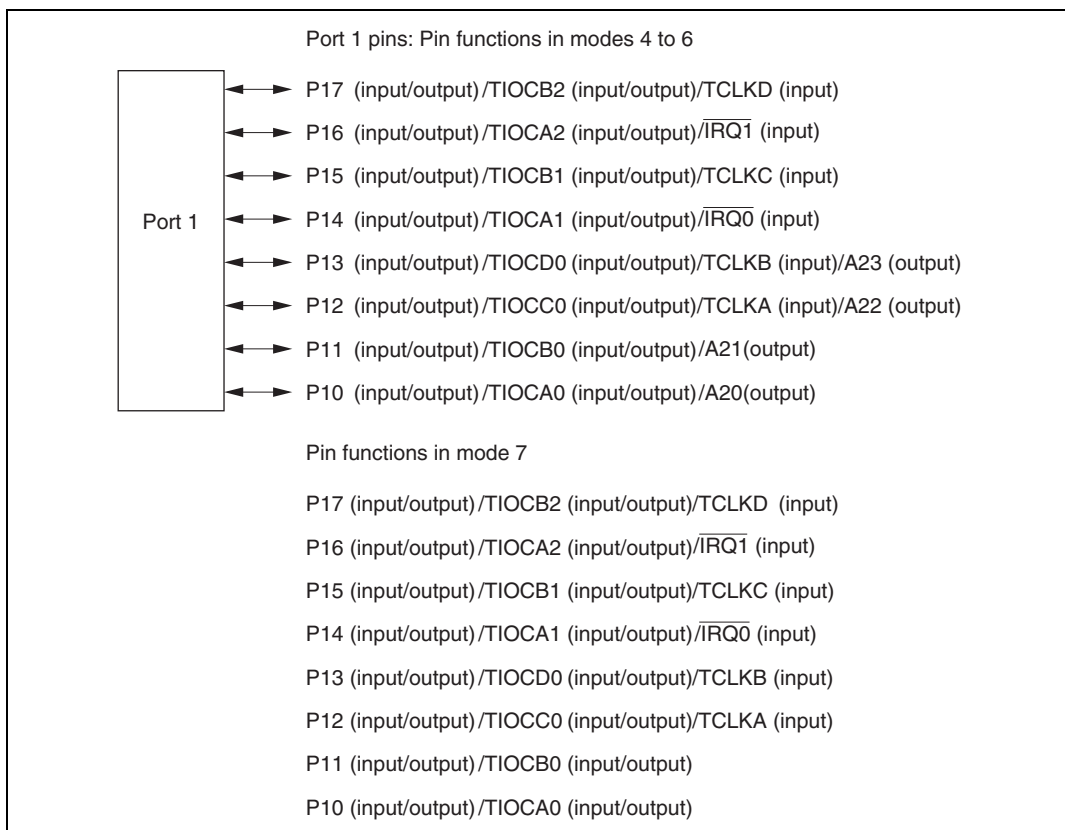 Port 1 pins: Pin functions in modes 4 to 6
Port 1
P17 (input/output)/TIOCB2 (input/output)/TCLKD (input)
P16 (input/output)/TIOCA2 (input/output)/I̅R̅Q̅1̅ (input)
P15 (input/output)/TIOCB1 (input/output)/TCLKC (input)
P14 (input/output)/TIOCA1 (input/output)/I̅R̅Q̅0̅ (input)
P13 (input/output)/TIOCD0 (input/output)/TCLKB (input)/A23 (output)
P12 (input/output)/TIOCC0 (input/output)/TCLKA (input)/A22 (output)
P11 (input/output)/TIOCB0 (input/output)/A21(output)
P10 (input/output)/TIOCA0 (input/output)/A20(output)
Pin functions in mode 7
P17 (input/output)/TIOCB2 (input/output)/TCLKD (input)
P16 (input/output)/TIOCA2 (input/output)/I̅R̅Q̅1̅ (input)
P15 (input/output)/TIOCB1 (input/output)/TCLKC (input)
P14 (input/output)/TIOCA1 (input/output)/I̅R̅Q̅0̅ (input)
P13 (input/output)/TIOCD0 (input/output)/TCLKB (input)
P12 (input/output)/TIOCC0 (input/output)/TCLKA (input)
P11 (input/output)/TIOCB0 (input/output)
P10 (input/output)/TIOCA0 (input/output)